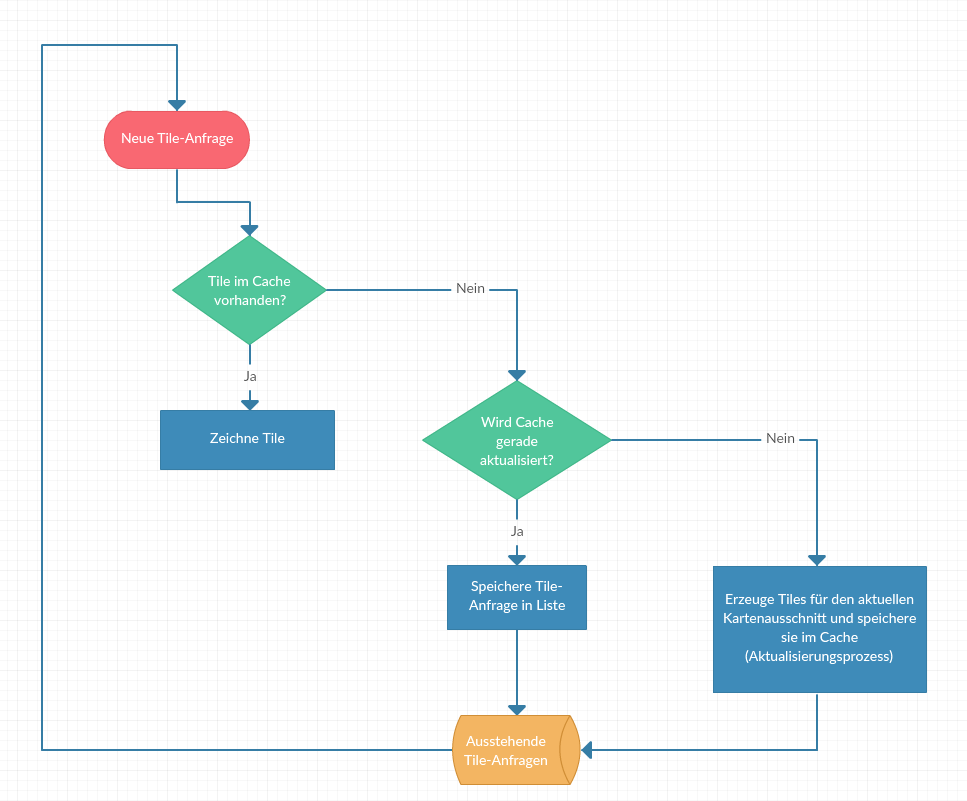 Neue Tile-Anfrage
Tile im Cache
vorhanden?
Nein
Ja
Zeichne Tile
Wird Cache
gerade
aktualisiert?
Nein
Ja
Speichere Tile-
Anfrage in Liste
Erzeuge Tiles für den aktuellen
Kartenausschnitt und speichere
sie im Cache
(Aktualisierungsprozess)
Ausstehende
Tile-Anfragen